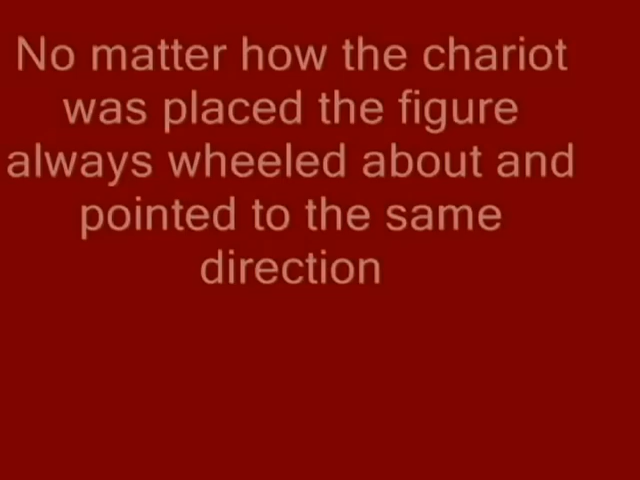 No matter how the chariot
was placed the figure
always wheeled about and
pointed to the same
direction